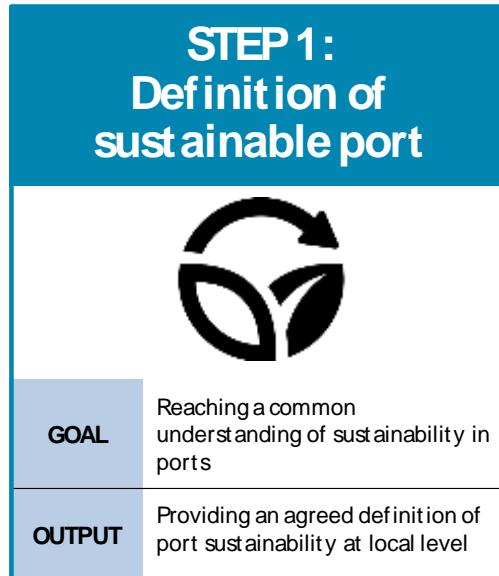 STEP 1:
Definition of
sustainable port
GOAL
Reaching a common
understanding of sustainability in
ports
OUTPUT
Providing an agreed definition of
port sustainability at local level